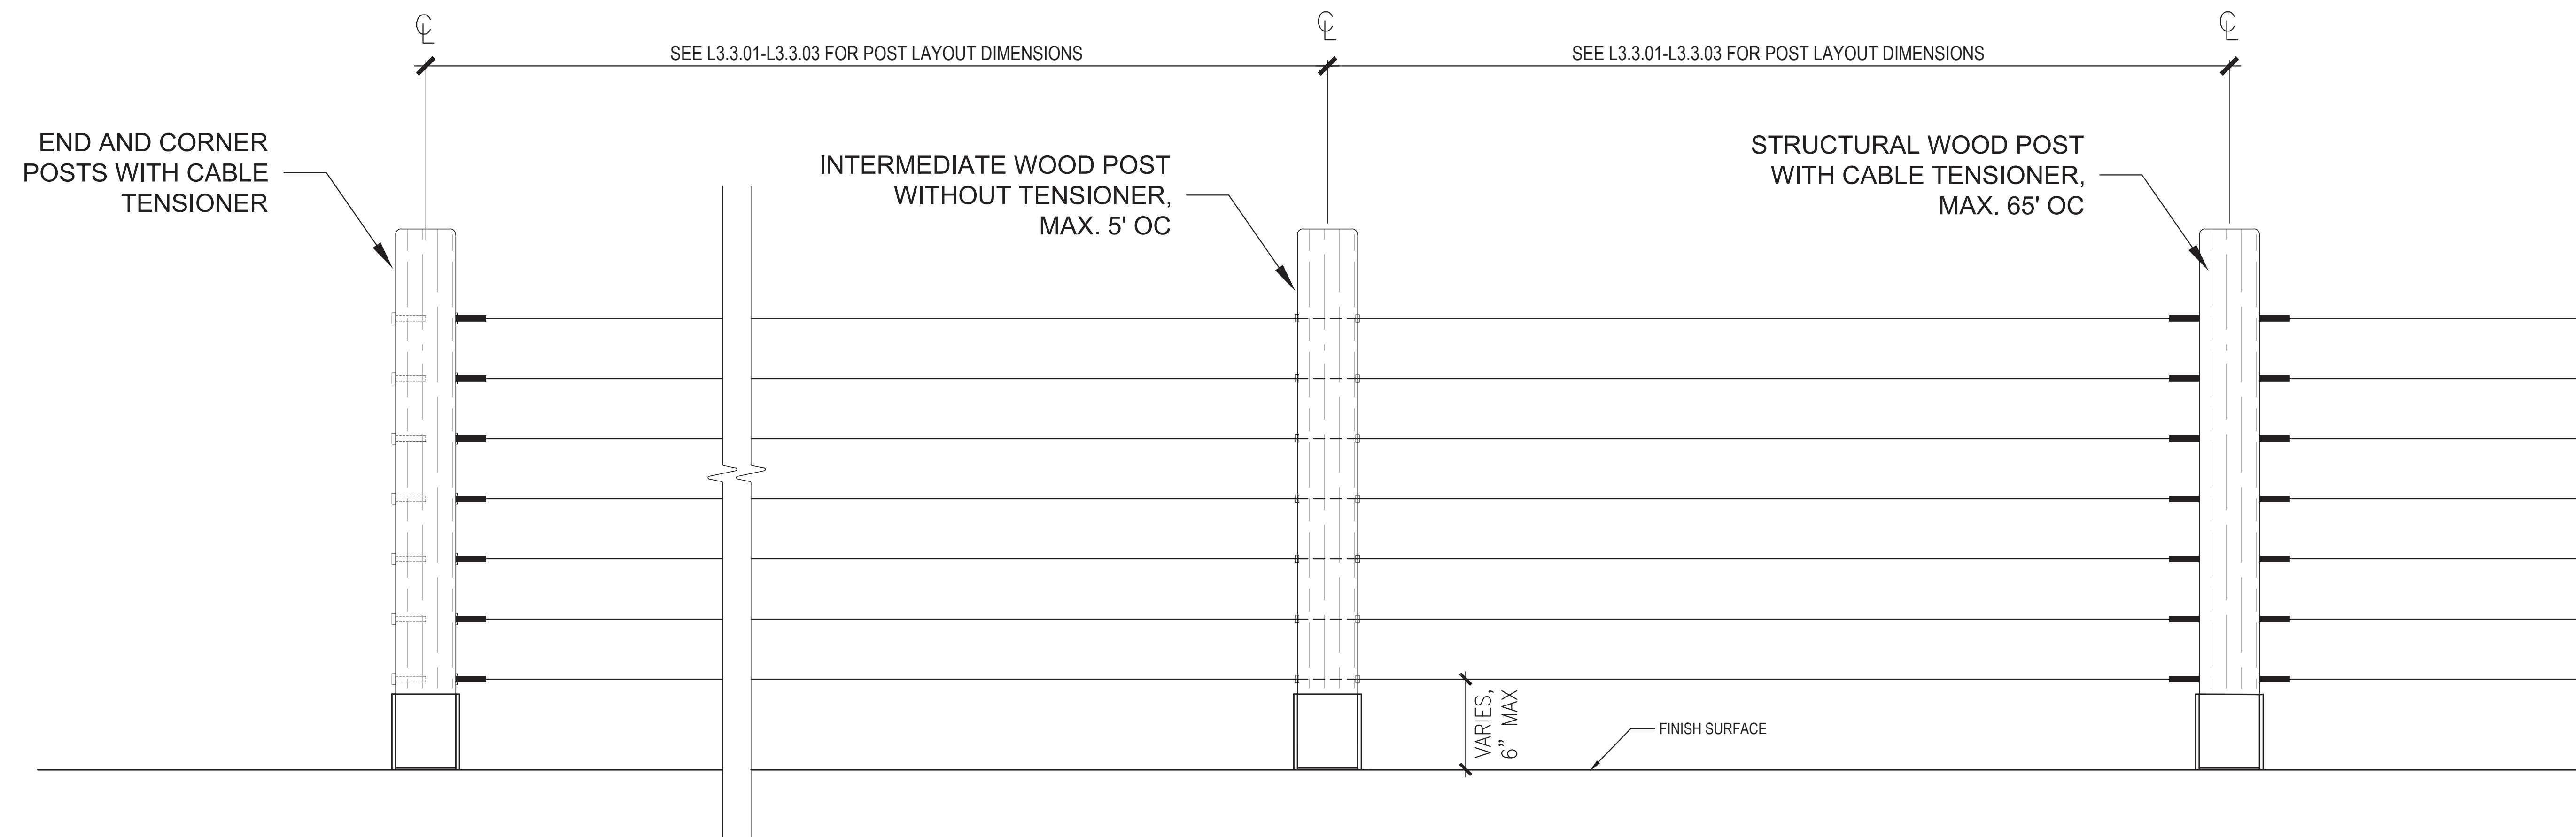 ℄
℄
℄
SEE L3.3.01-L3.3.03 FOR POST LAYOUT DIMENSIONS
SEE L3.3.01-L3.3.03 FOR POST LAYOUT DIMENSIONS
END AND CORNER
POSTS WITH CABLE
TENSIONER
INTERMEDIATE WOOD POST
WITHOUT TENSIONER,
MAX. 5' OC
STRUCTURAL WOOD POST
WITH CABLE TENSIONER,
MAX. 65' OC
VARIES,
6" MAX
FINISH SURFACE